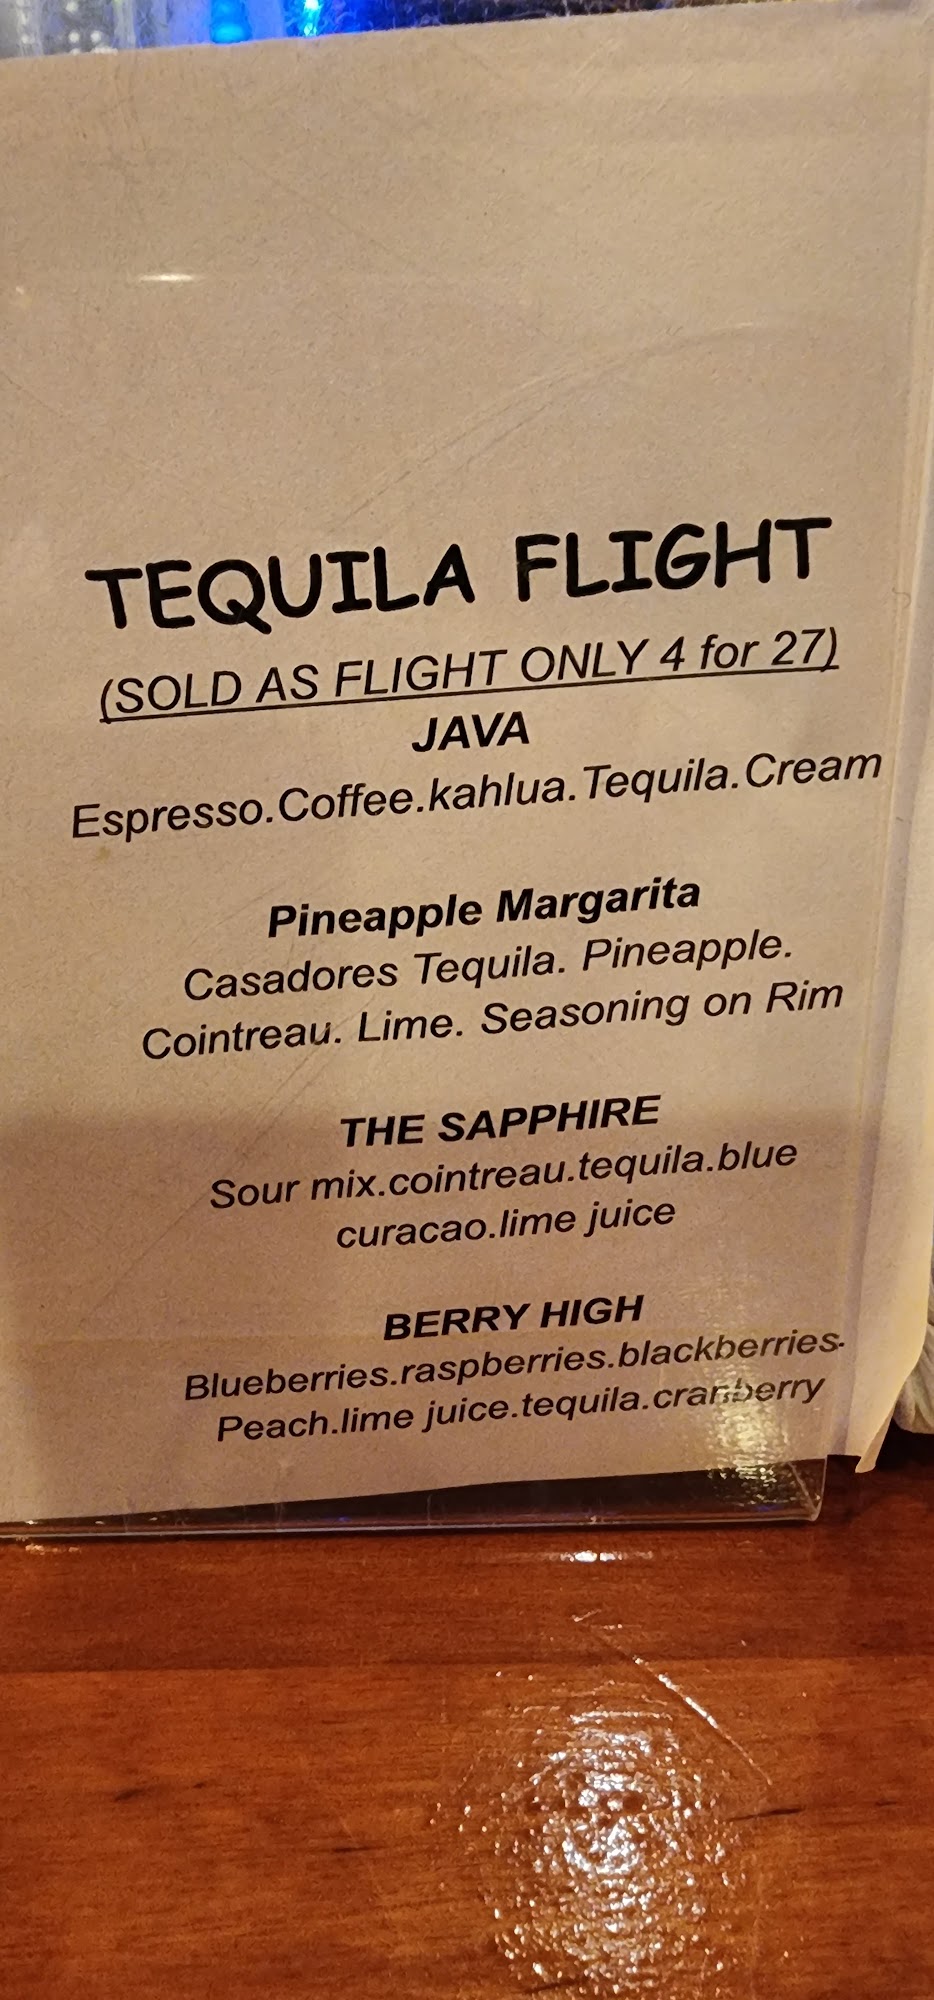 TEQUILA FLIGHT
(SOLD AS FLIGHT ONLY 4 for 27)
JAVA
Espresso.Coffee.kahlua.Tequila.Cream
Pineapple Margarita
Casadores Tequila. Pineapple.
Cointreau. Lime. Seasoning on Rim
THE SAPPHIRE
Sour mix.cointreau.tequila.blue
curacao.lime juice
BERRY HIGH
Blueberries.raspberries.blackberries.
Peach.lime juice.tequila.cranberry